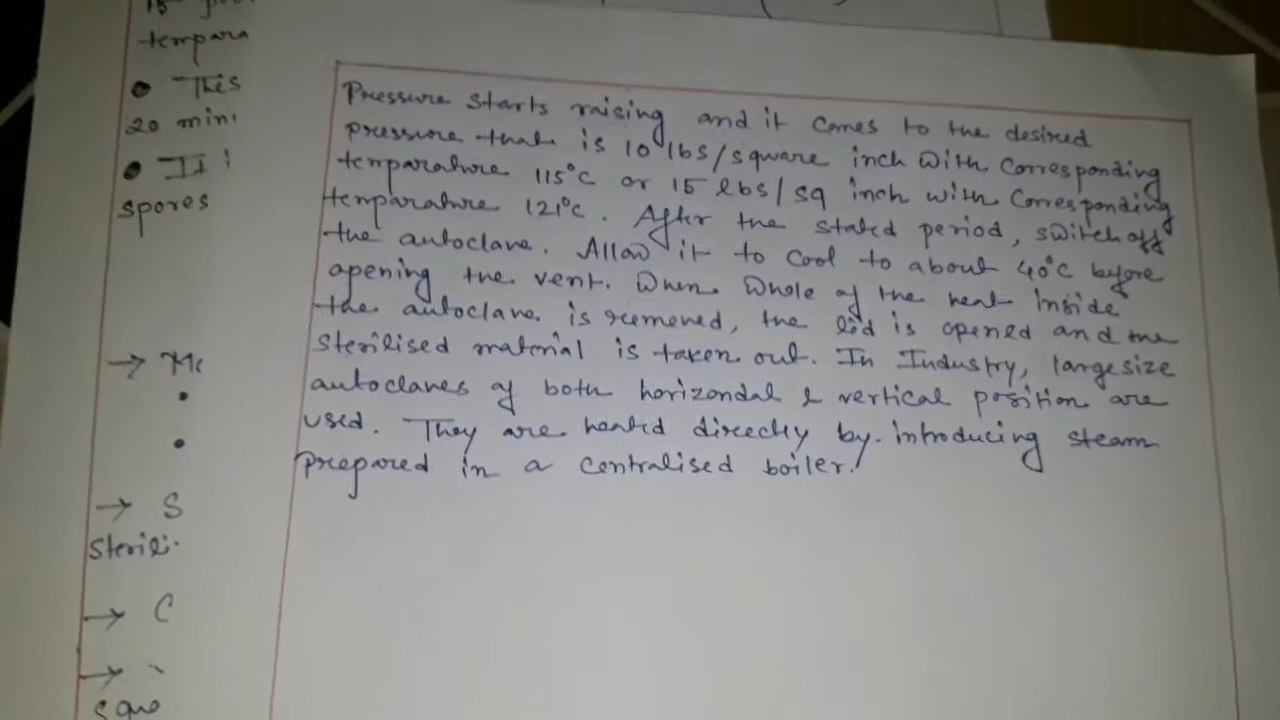 tempara
This
20 mini
spores
Pressure starts raising and it comes to the desired
pressure that is 10 lbs/square inch with corresponding
temparature 115°C or 15 lbs/sq inch with corresponding
temparature 121°C. After the stated period, switch off
the autoclave. Allow it to cool to about 40°C before
opening the vent. When whole of the heat inside
the autoclave is removed, the lid is opened and the
sterilised material is taken out. In Industry, large size
autoclaves of both horizondal & vertical position are
used. They are heated directly by introducing steam
prepared in a centralised boiler.
→ S
→ C